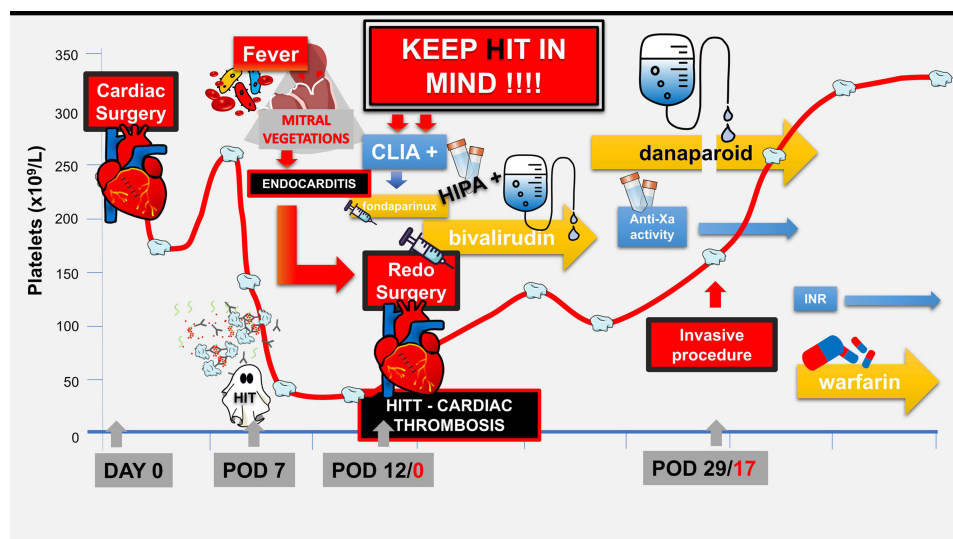 KEEP HIT IN
MIND !!!!
Fever
Cardiac
Surgery
MITRAL
VEGETATIONS
ENDOCARDITIS
CLIA +
HIPA +
fondaparinux
bivalirudin
danaparoid
Anti-Xa
activity
Redo
Surgery
INR
Invasive
procedure
warfarin
HIT
HITT - CARDIAC
THROMBOSIS
Platelets (x10⁹/L)
350
300
250
200
150
100
50
0
DAY 0
POD 7
POD 12/0
POD 29/17